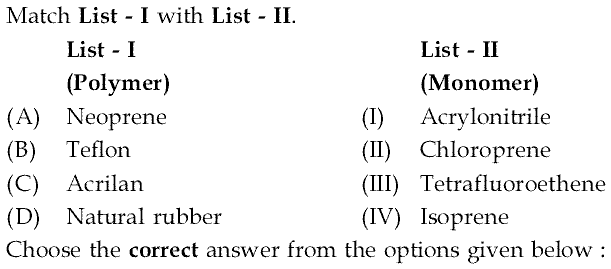 Match List - I with List - II.
List - I List - II
(Polymer) (Monomer)
(A) Neoprene (I) Acrylonitrile
(B) Teflon (II) Chloroprene
(C) Acrilan (III) Tetrafluoroethene
(D) Natural rubber (IV) Isoprene
Choose the correct answer from the options given below :